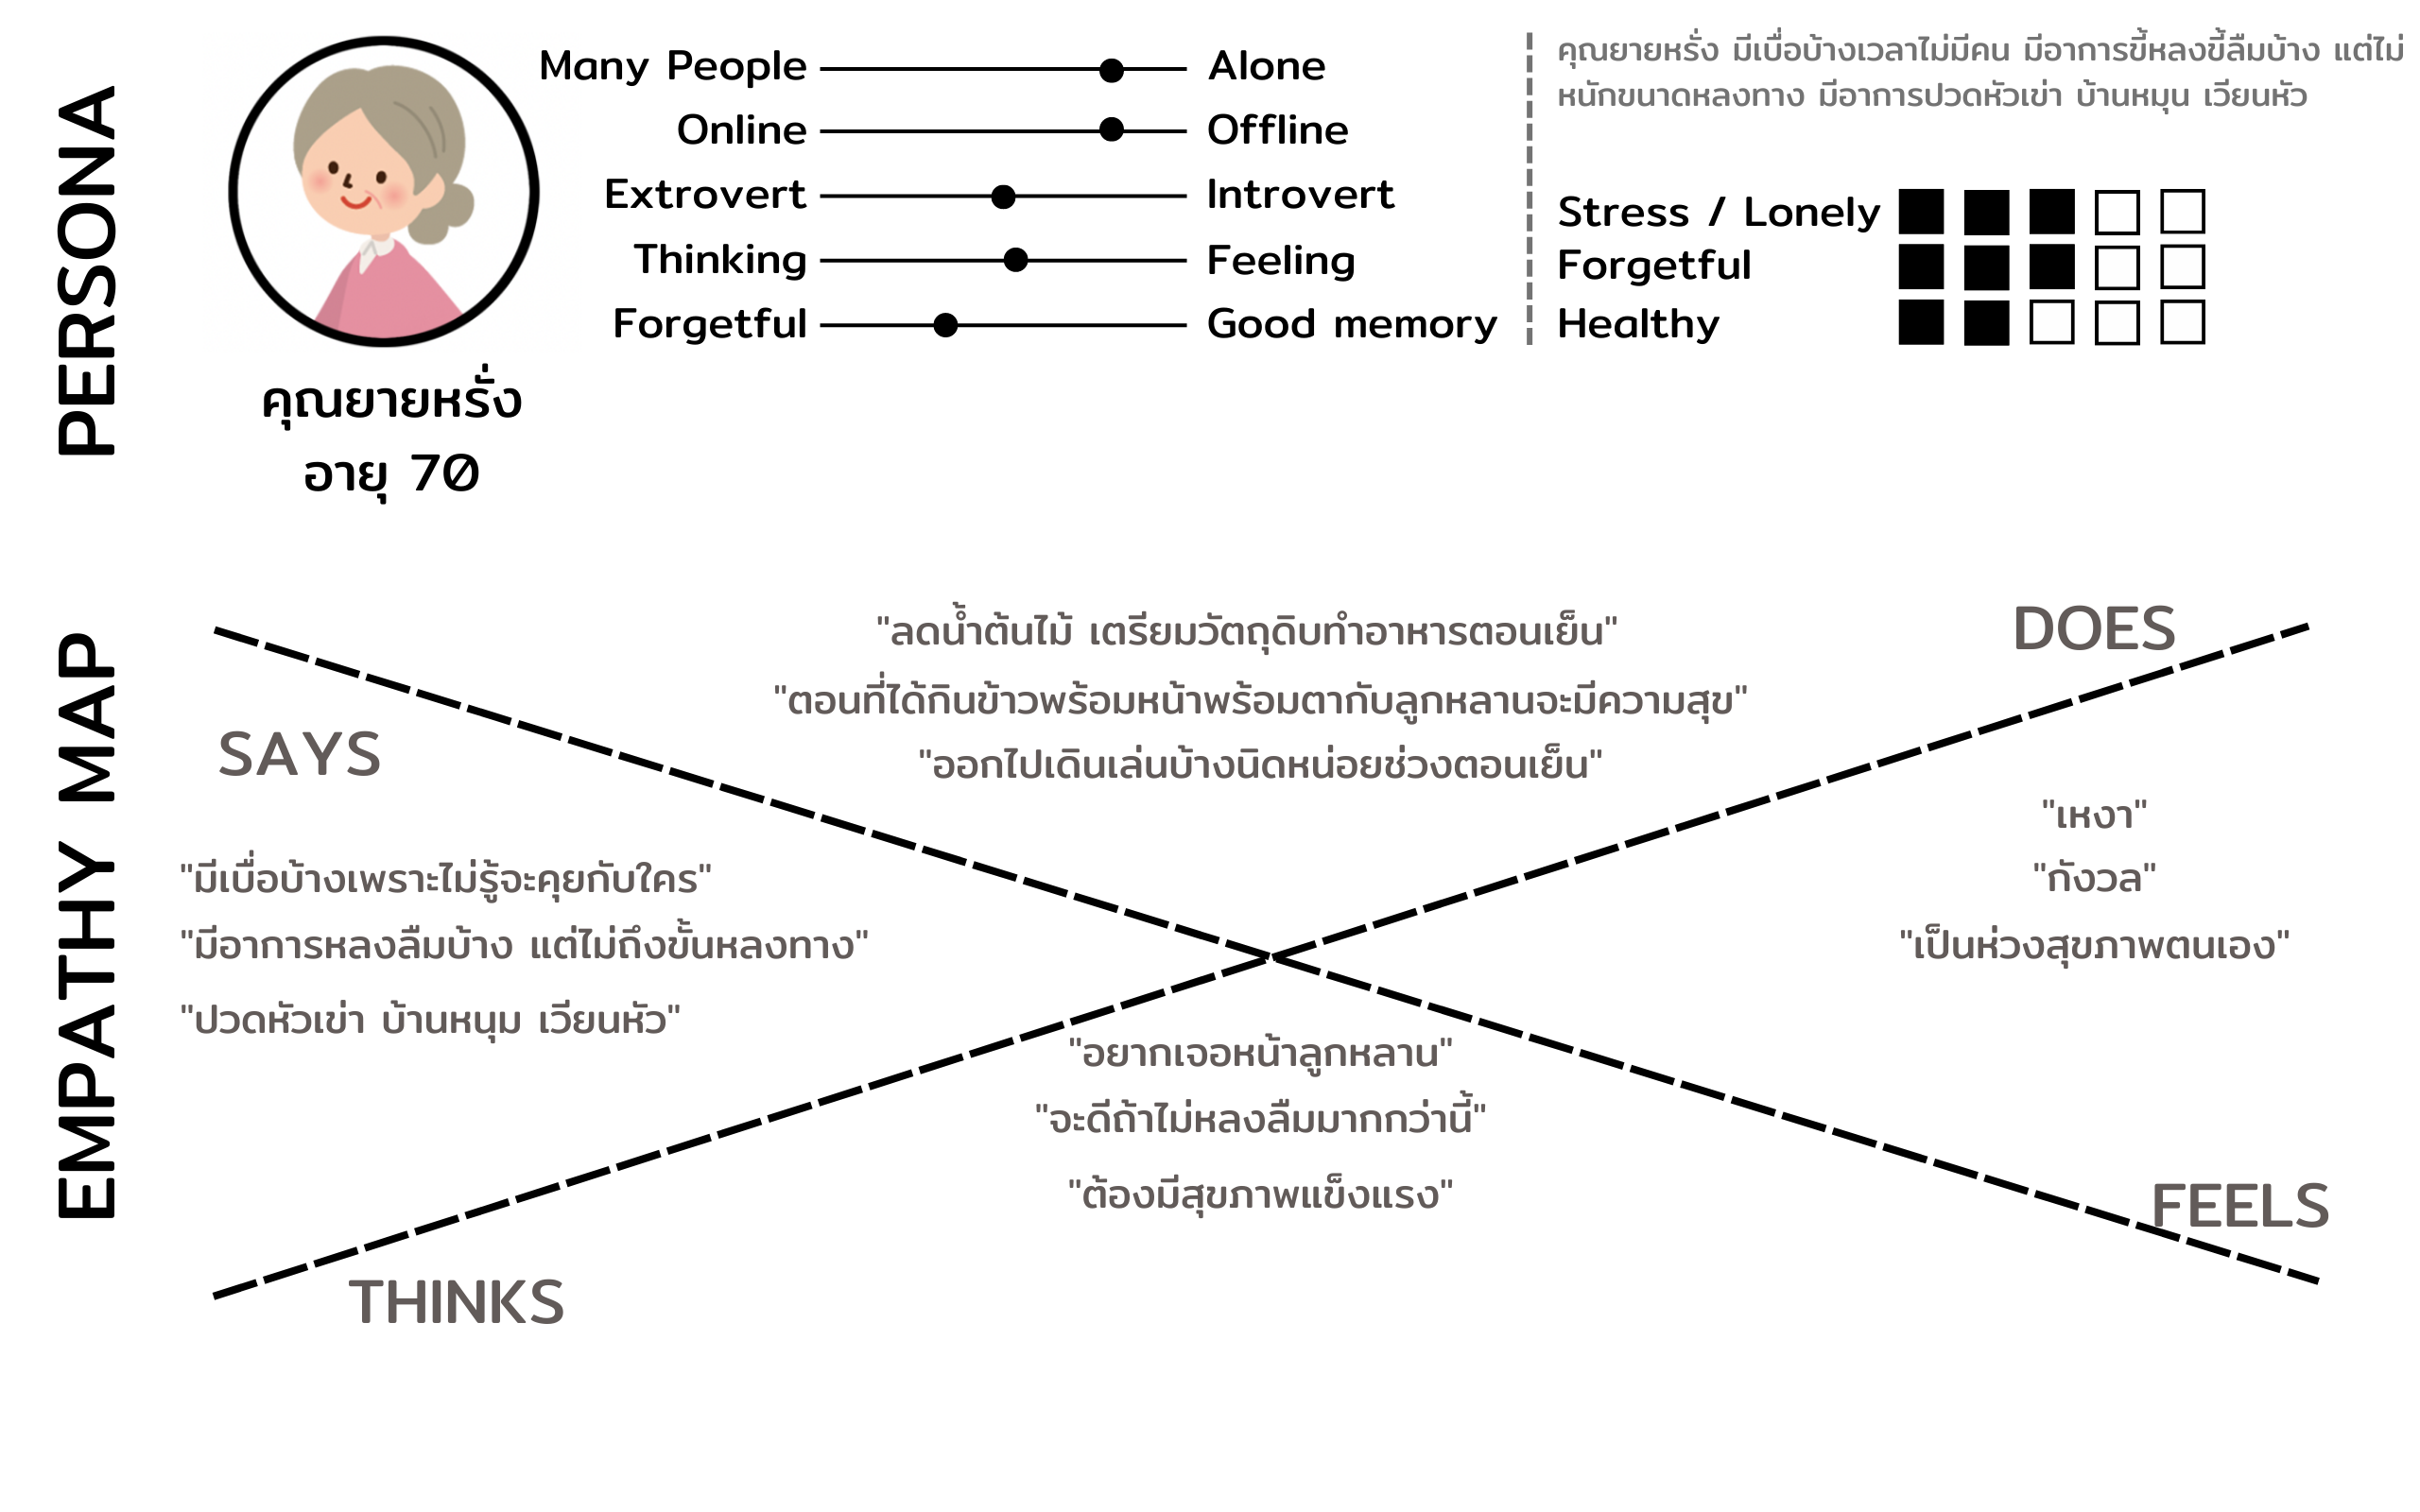 PERSONA
คุณยายหรั่ง
อายุ 70
Many People
Alone
Online
Offline
Extrovert
Introvert
Thinking
Feeling
Forgetful
Good memory
คุณยายหรั่ง มีเบื่อบ้างเวลาไม่มีคน มีอาการขี้หลงขี้ลืมบ้าง แต่ไม่
หนักขนาดหลงทาง มีอาการปวดหัวเข่า บ้านหมุน เวียนหัว
Stress / Lonely
Forgetful
Healthy
EMPATHY MAP
SAYS
"มีเบื่อบ้างเพราะไม่รู้จะคุยกับใคร"
"มีอาการหลงลืมบ้าง แต่ไม่ถึงขั้นหลงทาง"
"ปวดหัวเข่า บ้านหนุม เวียนหัว"
"ลดน้ำต้นไม้ เตรียมวัตถุดิบทำอาหารตอนเย็น"
"ตอนที่ได้กินข้าวพร้อมหน้าพร้อมตากับลูกหลานจะมีความสุข"
"ออกไปเดินเล่นบ้างนิดหน่อยช่วงตอนเย็น"
DOES
"เหงา"
"กังวล"
"เป็นห่วงสุขภาพตนเอง"
FEELS
"อยากเจอหน้าลูกหลาน"
"จะดีถ้าไม่หลงลืมมากกว่านี้"
"ต้องมีสุขภาพแข็งแรง"
THINKS